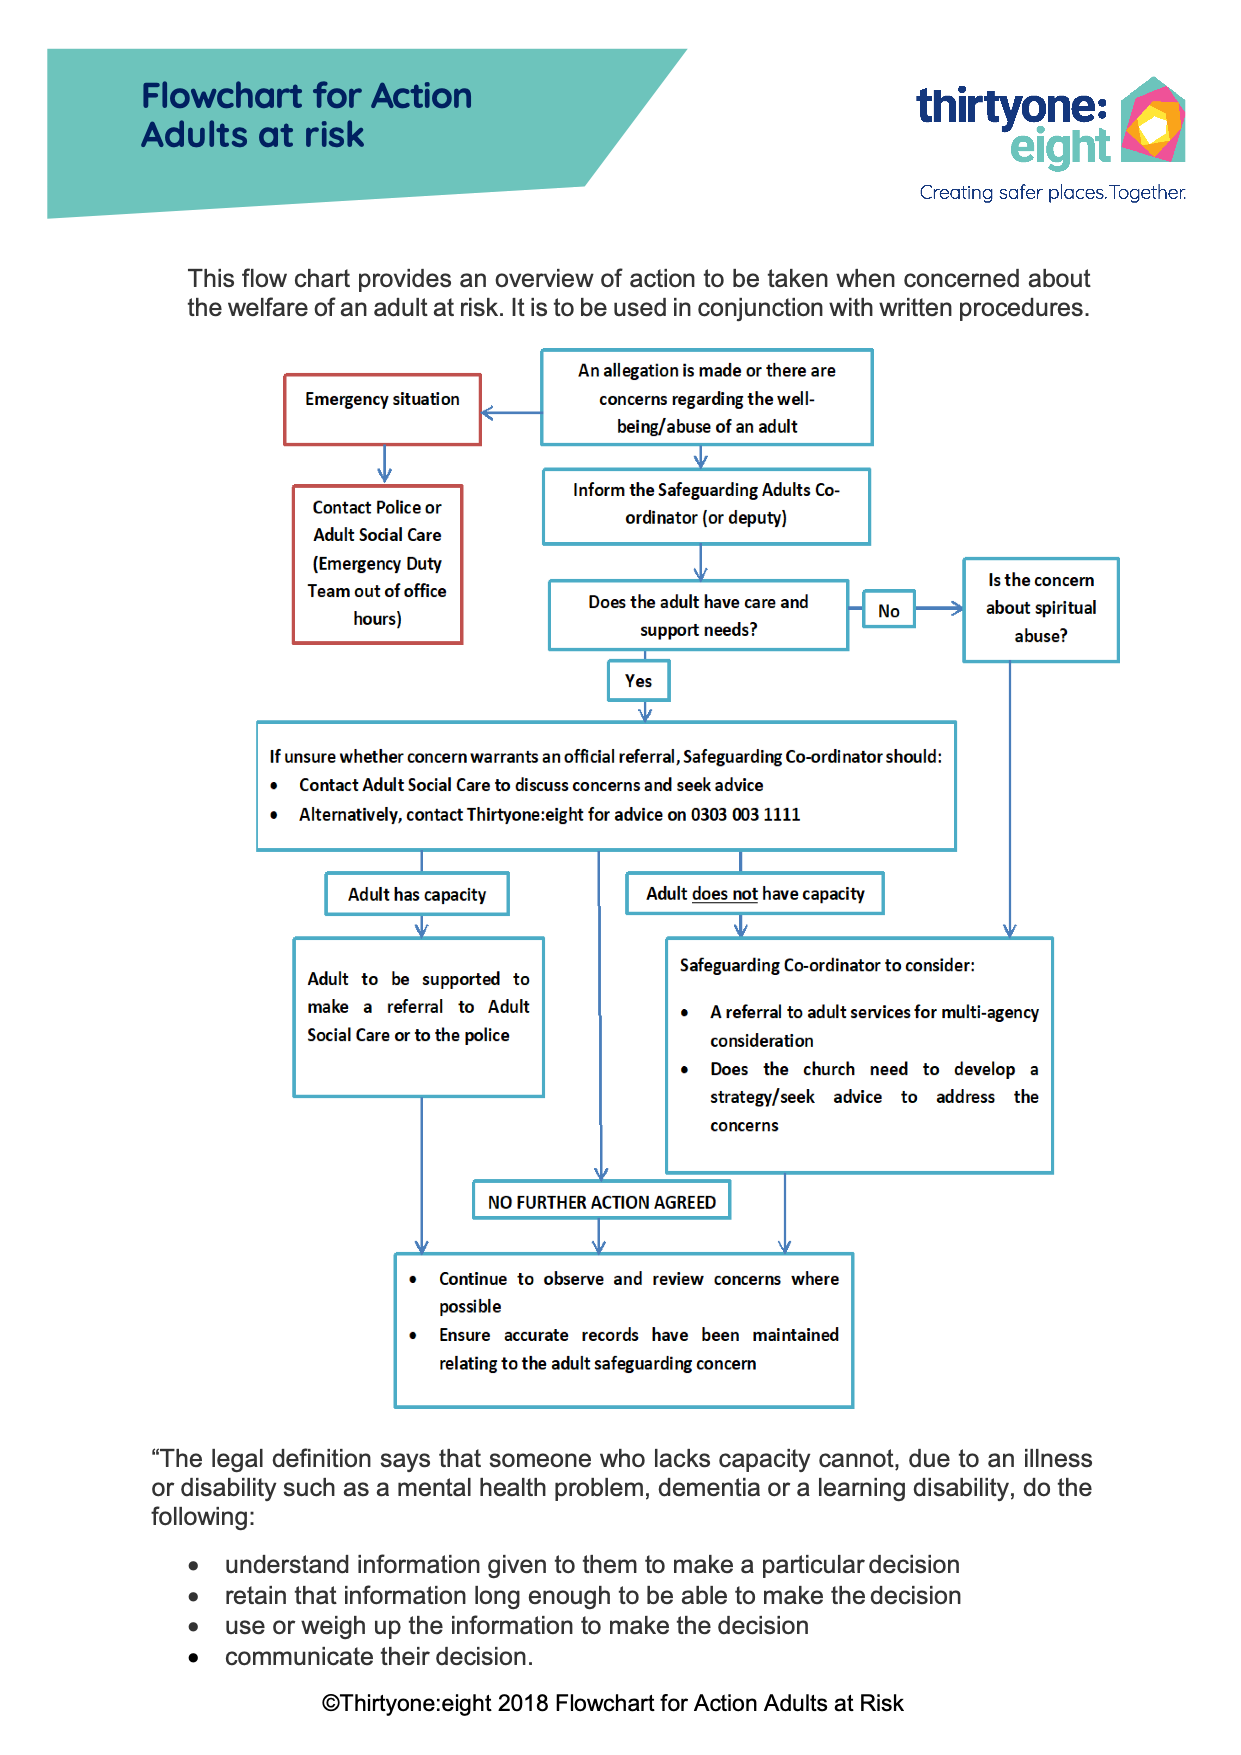 Flowchart for Action
Adults at risk
thirtyone:
eight
Creating safer places.Together.
This flow chart provides an overview of action to be taken when concerned about
the welfare of an adult at risk. It is to be used in conjunction with written procedures.
An allegation is made or there are
concerns regarding the well-
being/abuse of an adult
Emergency situation
Inform the Safeguarding Adults Co-
ordinator (or deputy)
Contact Police or
Adult Social Care
(Emergency Duty
Team out of office
hours)
Does the adult have care and
support needs?
No
Is the concern
about spiritual
abuse?
Yes
If unsure whether concern warrants an official referral, Safeguarding Co-ordinator should:
• Contact Adult Social Care to discuss concerns and seek advice
• Alternatively, contact Thirtyone:eight for advice on 0303 003 1111
Adult has capacity
Adult does not have capacity
Adult to be supported to
make a referral to Adult
Social Care or to the police
Safeguarding Co-ordinator to consider:
• A referral to adult services for multi-agency
consideration
• Does the church need to develop a
strategy/seek advice to address the
concerns
NO FURTHER ACTION AGREED
• Continue to observe and review concerns where
possible
• Ensure accurate records have been maintained
relating to the adult safeguarding concern
“The legal definition says that someone who lacks capacity cannot, due to an illness
or disability such as a mental health problem, dementia or a learning disability, do the
following:
• understand information given to them to make a particular decision
• retain that information long enough to be able to make the decision
• use or weigh up the information to make the decision
• communicate their decision.
©Thirtyone:eight 2018 Flowchart for Action Adults at Risk